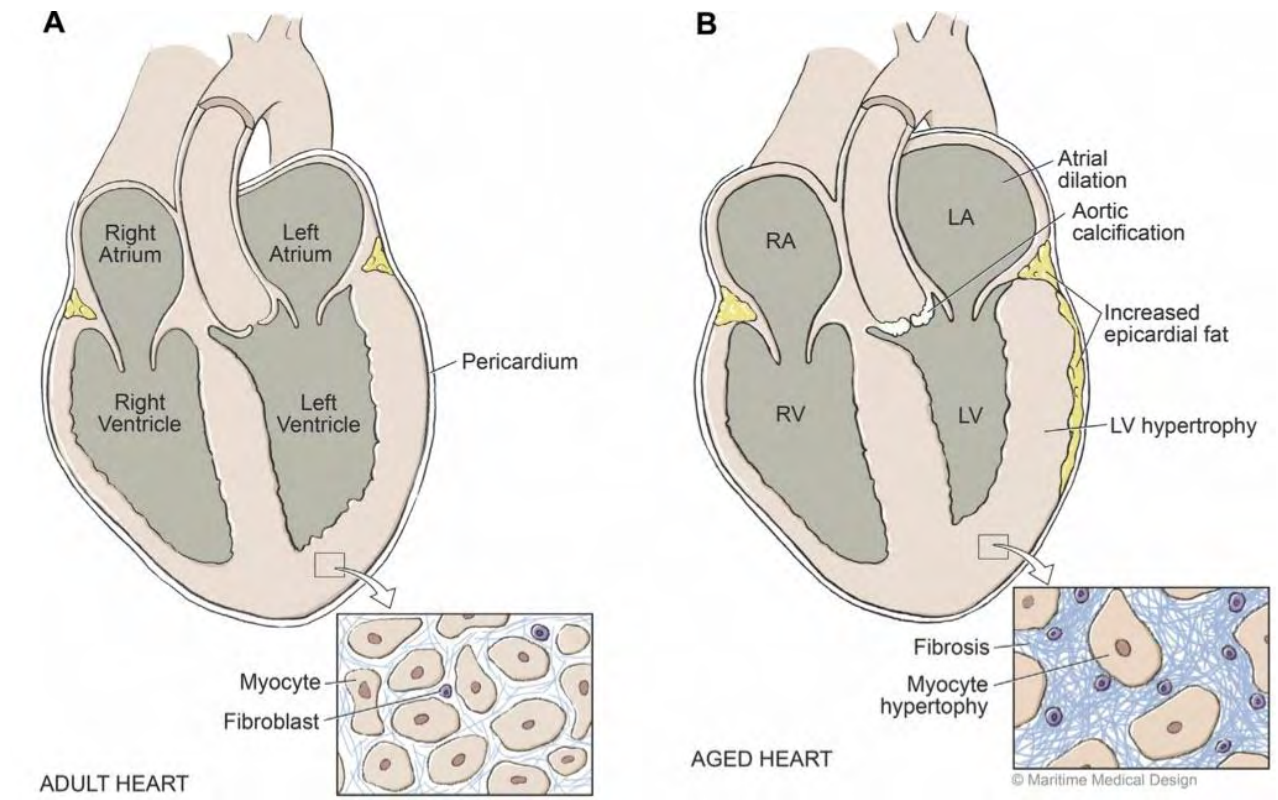 A
Right
Atrium
Left
Atrium
Pericardium
Right
Ventricle
Left
Ventricle
Myocyte
Fibroblast
ADULT HEART
B
Atrial
dilation
LA
Aortic
calcification
RA
Increased
epicardial fat
RV
LV
LV hypertrophy
Fibrosis
Myocyte
hypertophy
AGED HEART
© Maritime Medical Design